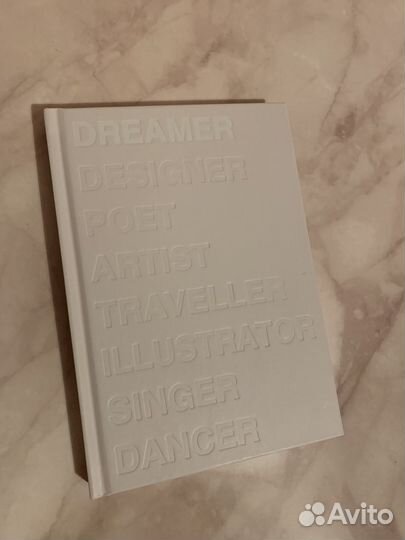 DREAMER
DESIGNER
POET
ARTIST
TRAVELLER
ILLUSTRATOR
SINGER
DANCER
Avito